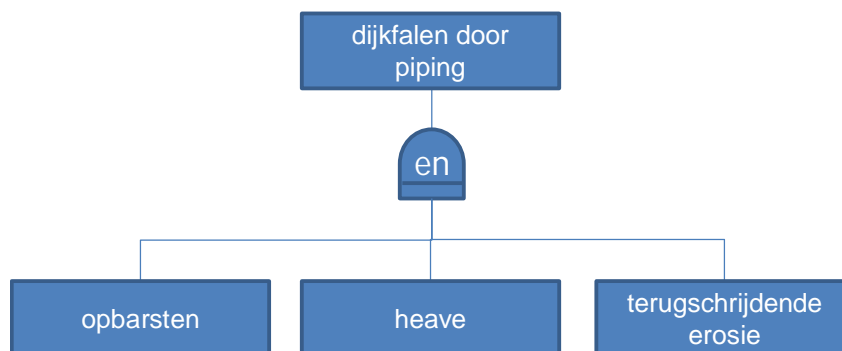 dijkfalen door
piping
en
opbarsten
heave
terugschrijdende
erosie